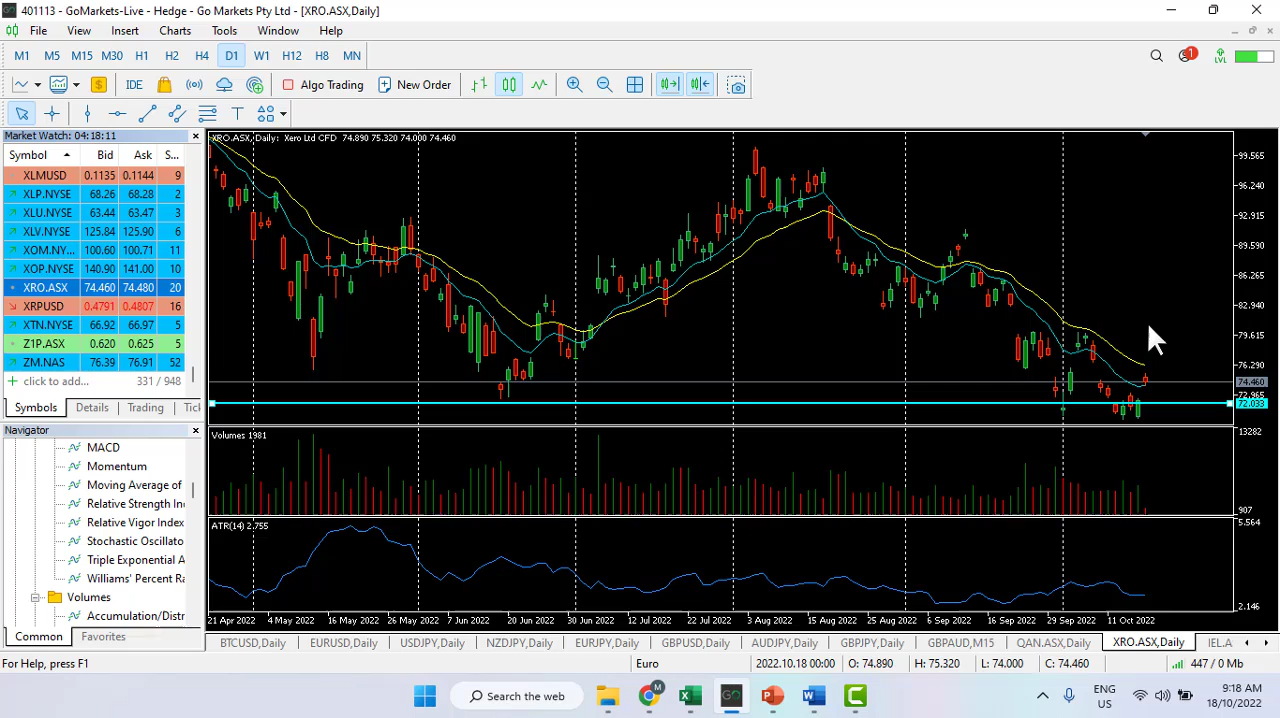 401113 - GoMarkets-Live - Hedge - Go Markets Pty Ltd - [XRO.ASX,Daily]
File View Insert Charts Tools Window Help
M1 M5 M15 M30 H1 H2 H4 D1 W1 H12 H8 MN
1 LVL
$ IDE Algo Trading New Order
T
Market Watch: 04:18:11
Symbol Bid Ask S...
XLMUSD 0.1135 0.1144 9
XLP.NYSE 68.26 68.28 2
XLU.NYSE 63.44 63.47 3
XLV.NYSE 125.84 125.90 6
XOM.NY... 100.60 100.71 11
XOP.NYSE 140.90 141.00 10
XRO.ASX 74.460 74.480 20
XRPUSD 0.4791 0.4807 16
XTN.NYSE 66.92 66.97 5
Z1P.ASX 0.620 0.625 5
ZM.NAS 76.39 76.91 52
click to add... 331 / 948
Symbols Details Trading Tick
Navigator
MACD
Momentum
Moving Average of
Relative Strength In
Relative Vigor Index
Stochastic Oscillato
Triple Exponential A
Williams' Percent Ra
Volumes
Accumulation/Distr
Common Favorites
XRO.ASX, Daily: Xero Ltd CFD 74.890 75.320 74.000 74.460
99.565
96.240
92.915
89.590
86.265
82.940
79.615
76.290
74.460
72.965
72.033
Volumes 1981
13282
907
ATR(14) 2.755
5.564
2.146
21 Apr 2022 4 May 2022 16 May 2022 26 May 2022 7 Jun 2022 20 Jun 2022 30 Jun 2022 12 Jul 2022 22 Jul 2022 3 Aug 2022 15 Aug 2022 25 Aug 2022 6 Sep 2022 16 Sep 2022 29 Sep 2022 11 Oct 2022
BTCUSD,Daily EURUSD,Daily USDJPY,Daily NZDJPY,Daily EURJPY,Daily GBPUSD,Daily AUDJPY,Daily GBPJPY,Daily GBPAUD,M15 QAN.ASX,Daily XRO.ASX,Daily IEL.A
For Help, press F1 Euro 2022.10.18 00:00 O: 74.890 H: 75.320 L: 74.000 C: 74.460 447 / 0 Mb
Search the web
M GO
ENG
US
9:18 AM
18/10/2022